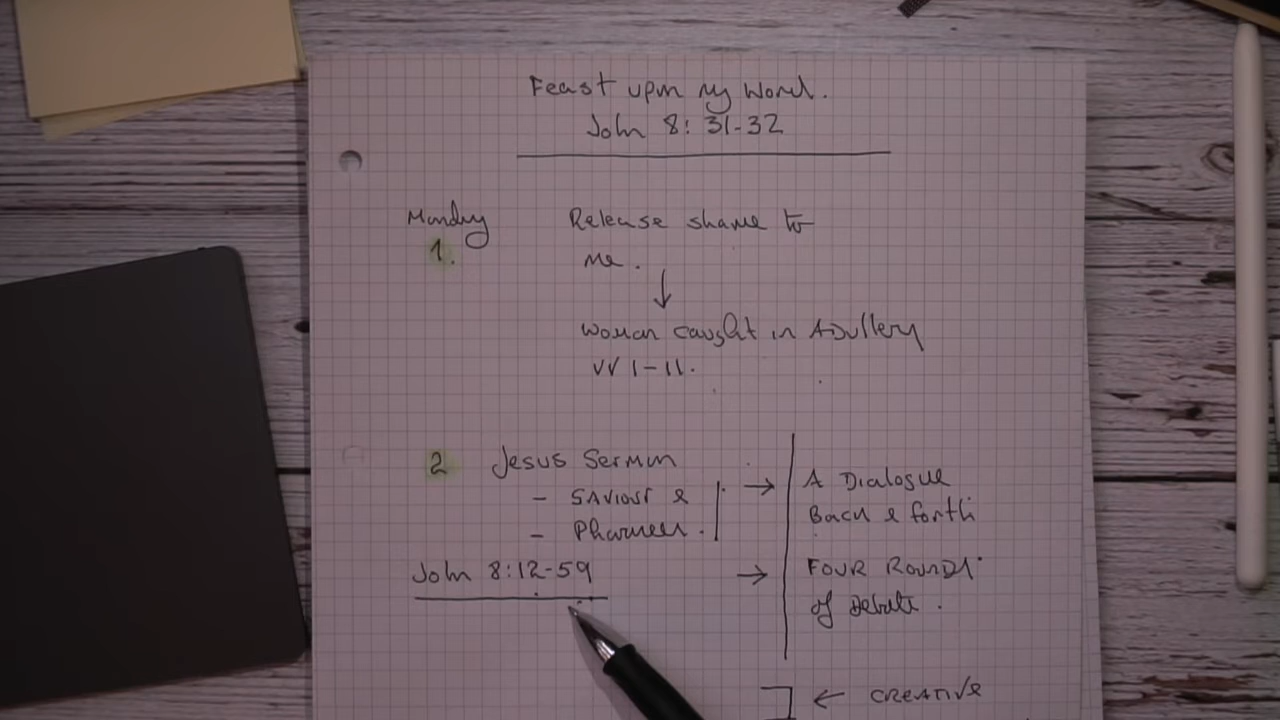 Feast upon my Word.
John 8: 31-32
Monday
1.
Release shame to
me.
↓
woman caught in Adultery
vv 1-11.
2 Jesus Sermon
- Saviour &
- Pharisees.
→ A Dialogue
Back & forth
John 8:12-59
→ Four Rounds
of Debate.
← Creative